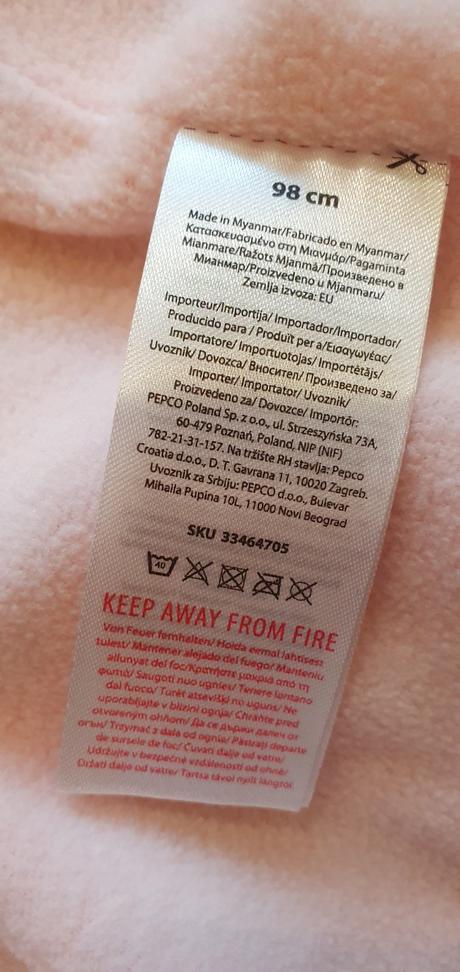 98 cm
Made in Myanmar/Fabricado en Myanmar/
Κατασκευασμένο στη Μιανμάρ/Pagaminta
Mianmare/Ražots Mjanmā/Произведено в
Мианмар/Proizvedeno u Mjanmaru/
Zemlja izvoza: EU
Importeur/Importija/ Importador/Importador/
Producido para / Produit per a/Εισαγωγέας/
Importatore/ Importuotojas/ Importētājs/
Uvoznik/ Dovozca/ Вносител/ Произведено за/
Importer/ Importator/ Uvoznik/
Proizvedeno za/ Dovozce/ Importőr:
PEPCO Poland Sp. z o.o., ul. Strzeszyńska 73A,
60-479 Poznań, Poland, NIP (NIF)
782-21-31-157. Na tržište RH stavlja: Pepco
Croatia d.o.o., D. T. Gavrana 11, 10020 Zagreb.
Uvoznik za Srbiju: PEPCO d.o.o., Bulevar
Mihaila Pupina 10L, 11000 Novi Beograd
SKU 33464705
40
KEEP AWAY FROM FIRE
Von Feuer fernhalten/ Hoida eemal lahtisest
tulest/ Mantener alejado del fuego/ Manteniu
allunyat del foc/Κρατήστε μακριά από τη
φωτιά/ Saugoti nuo ugnies/ Tenere lontano
dal fuoco/ Turēt atsevišķi no uguns/ Ne
uporabljajte v bližini ognja/ Chráňte pred
otvoreným ohňom/ Да се държи далеч от
огън/ Trzymać z dala od ognia/ Păstrați departe
de sursele de foc/ Čuvati dalje od vatre/
Udržujte v bezpečné vzdálenosti od ohně/
Držati dalje od vatre/ Tartsa távol nyílt lángtól